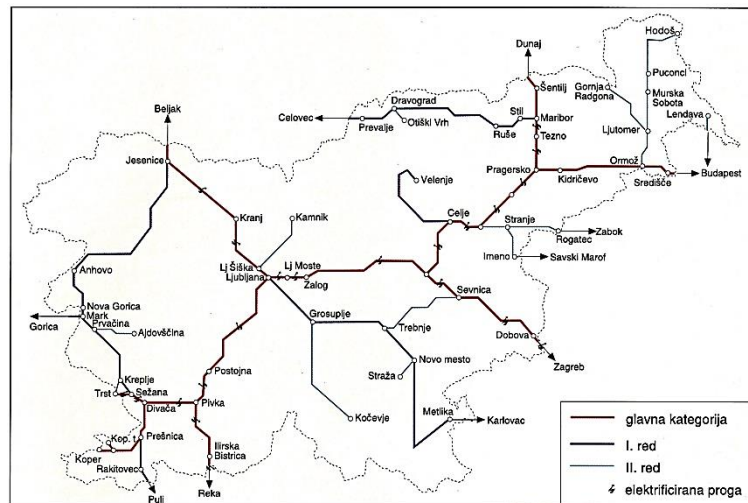 Hodoš
Dunaj
Puconci
Šentilj
Gornja
Radgona
Murska
Sobota
Beljak
Dravograd
Stil
Maribor
Lendava
Celovec
Prevalje
Otiški Vrh
Ruše
Tezno
Ljutomer
Jesenice
Pragersko
Ormož
Kidričevo
Središče
Budapest
Velenje
Kranj
Kamnik
Celje
Stranje
Zabok
Rogatec
Anhovo
Lj Šiška
Ljubljana
Lj Moste
Zalog
Imeno
Savski Marof
Nova Gorica
Mark
Gorica
Prvačina
Ajdovščina
Grosuplje
Sevnica
Trebnje
Dobova
Zagreb
Postojna
Novo mesto
Straža
Kreplje
Trst
Sežana
Divača
Pivka
Metlika
Karlovac
Kočevje
Kop. t.
Prešnica
Koper
Rakitovec
Ilirska
Bistrica
Pulj
Reka
glavna kategorija
I. red
II. red
elektrificirana proga